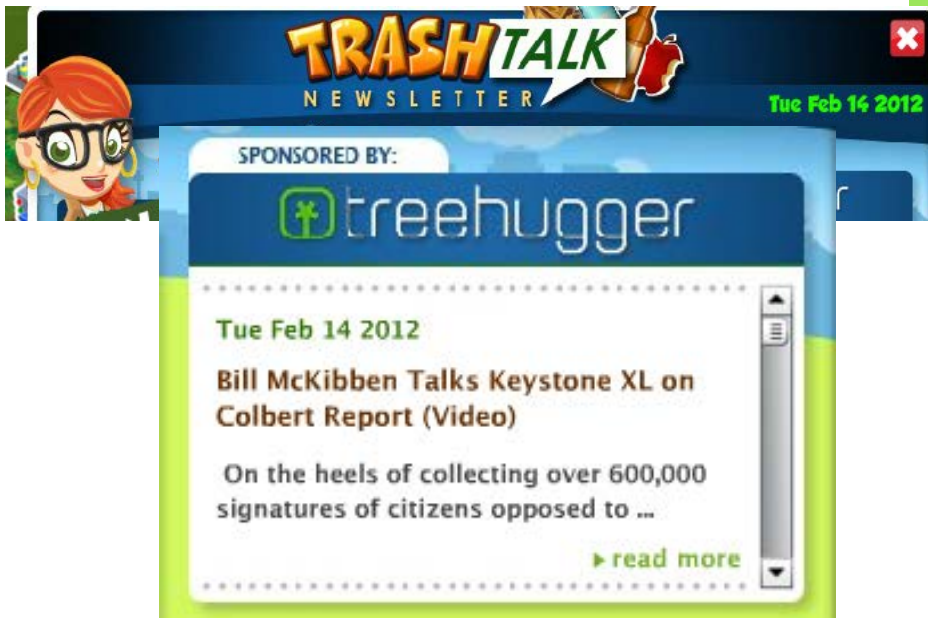 TRASH TALK
NEWSLETTER
Tue Feb 14 2012
SPONSORED BY:
treehugger
Tue Feb 14 2012
Bill McKibben Talks Keystone XL on
Colbert Report (Video)
On the heels of collecting over 600,000
signatures of citizens opposed to ...
read more